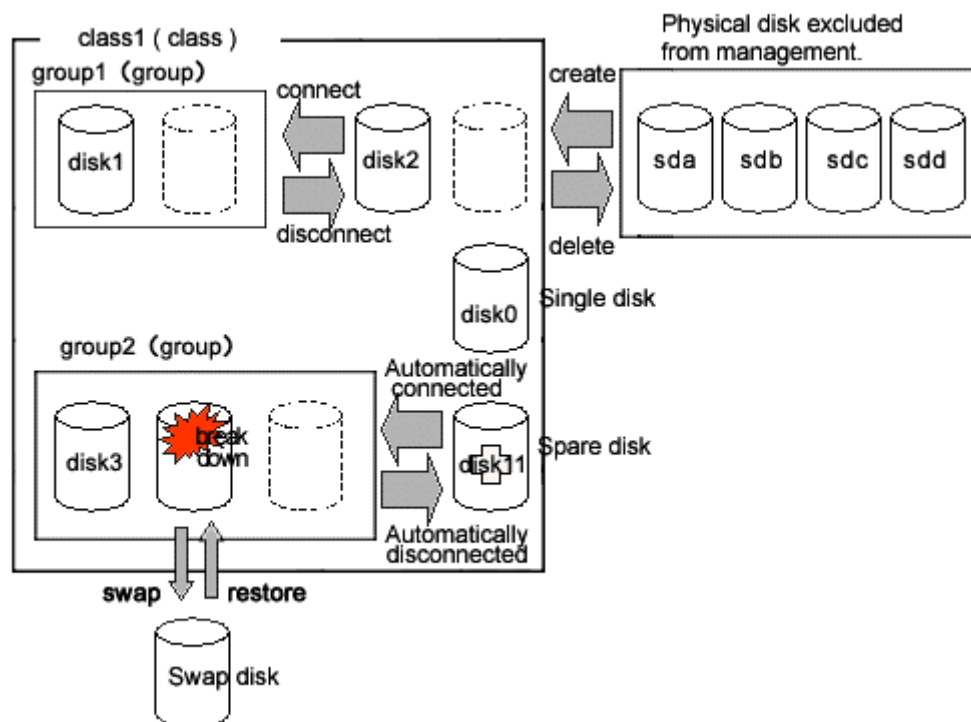 class1 ( class )
Physical disk excluded
from management.
group1 (group)
connect
create
disk1
disk2
sda
sdb
sdc
sdd
disconnect
delete
disk0
Single disk
group2 (group)
Automatically
connected
disk3
break
down
disk11
Spare disk
Automatically
disconnected
swap
restore
Swap disk